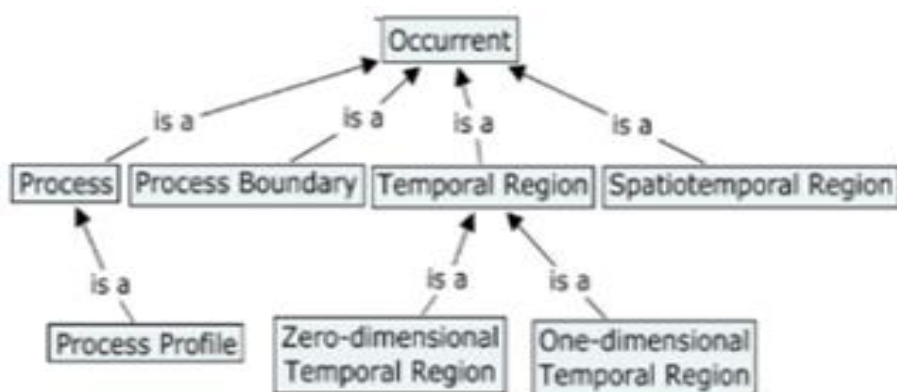 Occurrent
is a
is a
is a
is a
Process
Process Boundary
Temporal Region
Spatiotemporal Region
is a
is a
is a
Process Profile
Zero-dimensional
Temporal Region
One-dimensional
Temporal Region